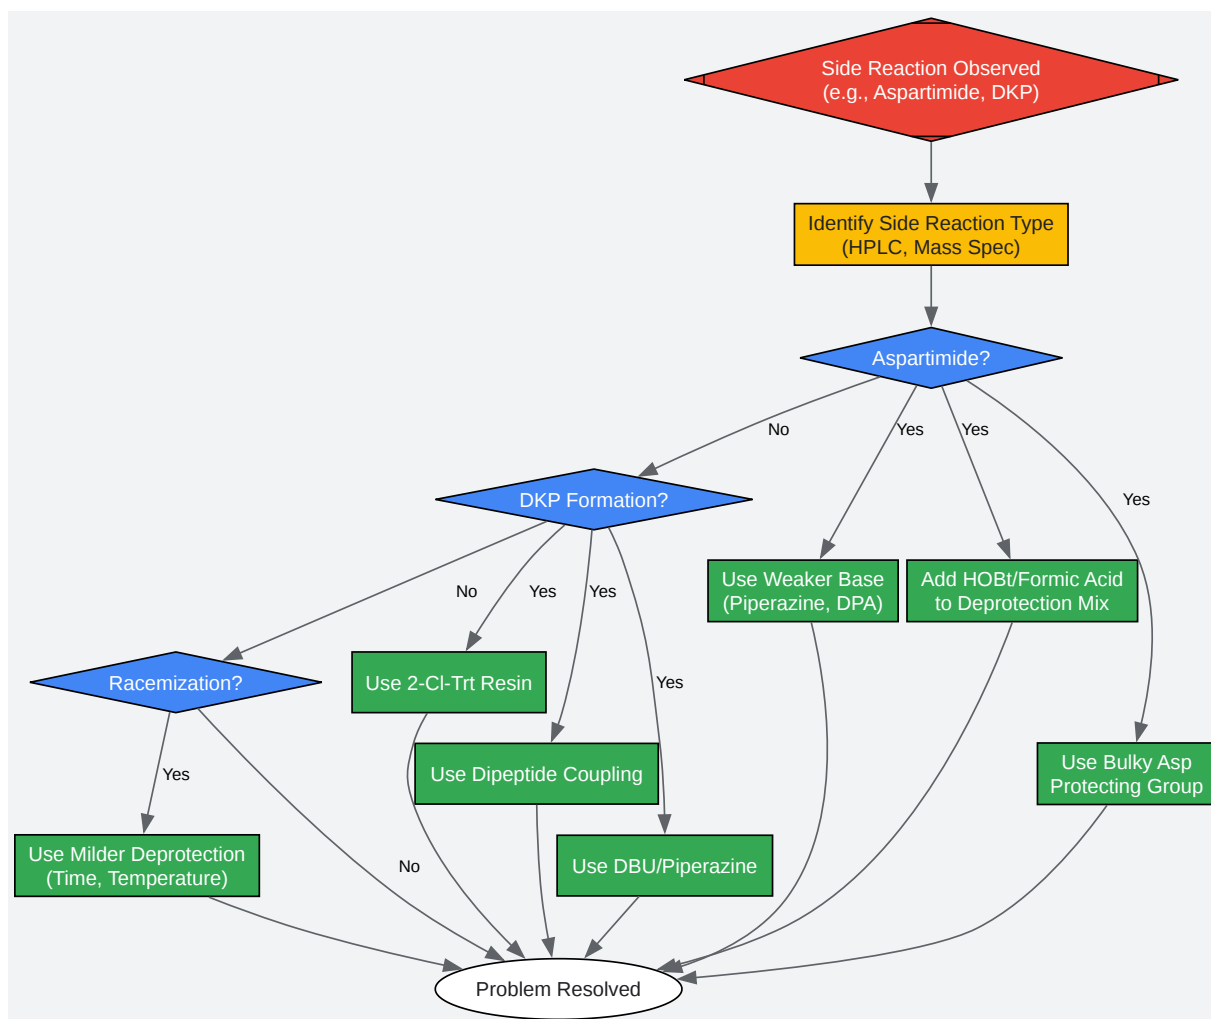 Side Reaction Observed
(e.g., Aspartimide, DKP)
Identify Side Reaction Type
(HPLC, Mass Spec)
Aspartimide?
No
Yes
Yes
Yes
DKP Formation?
Use Weaker Base
(Piperazine, DPA)
Add HOBt/Formic Acid
to Deprotection Mix
No
Yes
Yes
Yes
Racemization?
Use 2-Cl-Trt Resin
Use Dipeptide Coupling
Use Bulky Asp
Protecting Group
Yes
No
Use Milder Deprotection
(Time, Temperature)
Use DBU/Piperazine
Problem Resolved